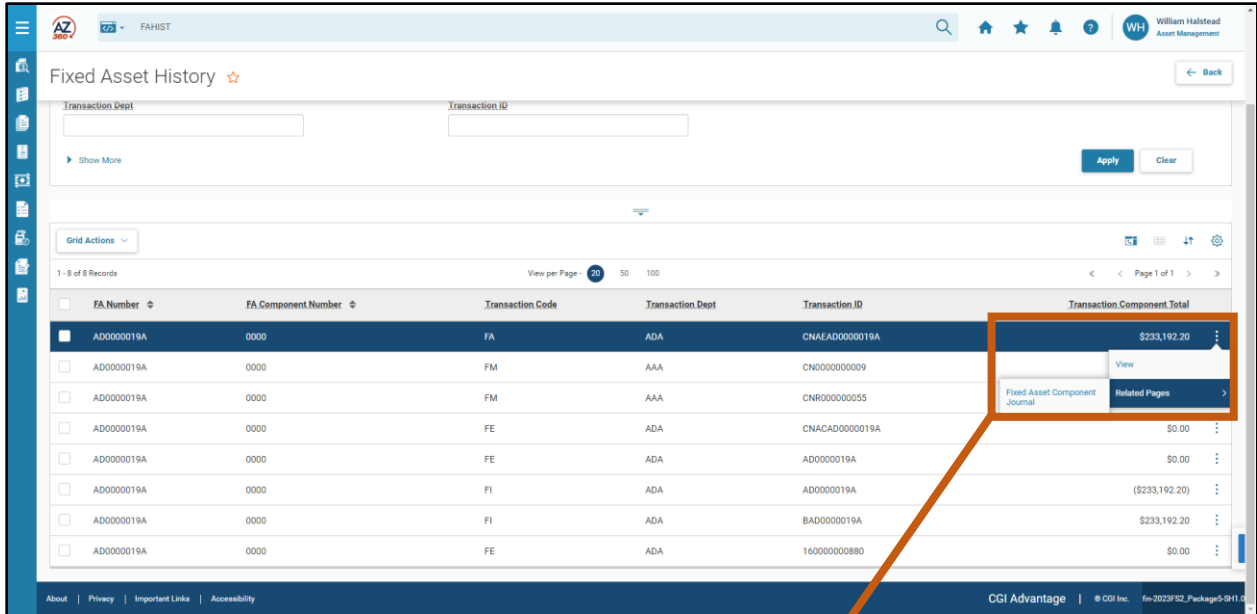 AZ360 FAHIST WH William Halstead
Asset Management
Fixed Asset History ← Back
Transaction Dept Transaction ID
Show More Apply Clear
Grid Actions
1 - 8 of 8 Records View per Page - 20 50 100 Page 1 of 1
FA Number FA Component Number Transaction Code Transaction Dept Transaction ID Transaction Component Total
AD0000019A 0000 FA ADA CNAEAD0000019A $233,192.20
AD0000019A 0000 FM AAA CN0000000009 View
AD0000019A 0000 FM AAA CNR000000055 Fixed Asset Component Journal Related Pages
AD0000019A 0000 FE ADA CNACAD0000019A $0.00
AD0000019A 0000 FE ADA AD0000019A $0.00
AD0000019A 0000 FI ADA AD0000019A ($233,192.20)
AD0000019A 0000 FI ADA BAD0000019A $233,192.20
AD0000019A 0000 FE ADA 160000000880 $0.00
About | Privacy | Important Links | Accessibility CGI Advantage | © CGI Inc. fin-2023FS2_Package5-SH1.0